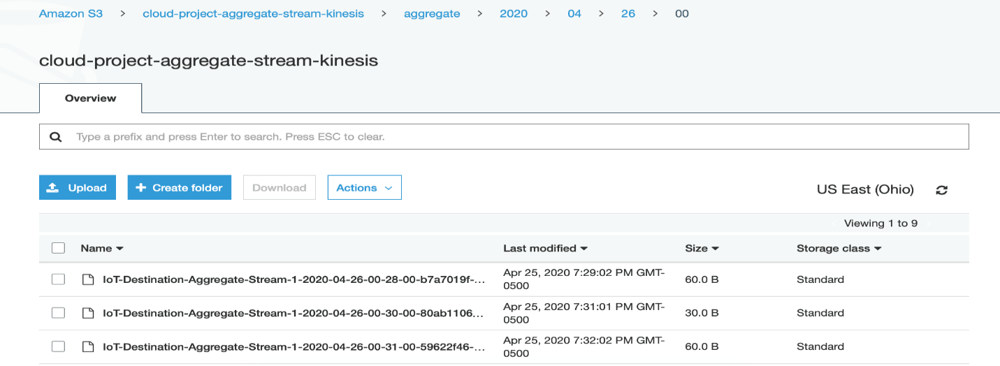 Amazon S3 > cloud-project-aggregate-stream-kinesis > aggregate > 2020 > 04 > 26 > 00
cloud-project-aggregate-stream-kinesis
Overview
Type a prefix and press Enter to search. Press ESC to clear.
Upload + Create folder Download Actions US East (Ohio)
Viewing 1 to 9
Name Last modified Size Storage class
IoT-Destination-Aggregate-Stream-1-2020-04-26-00-28-00-b7a7019f-... Apr 25, 2020 7:29:02 PM GMT-
0500 60.0 B Standard
IoT-Destination-Aggregate-Stream-1-2020-04-26-00-30-00-80ab1106... Apr 25, 2020 7:31:01 PM GMT-
0500 30.0 B Standard
IoT-Destination-Aggregate-Stream-1-2020-04-26-00-31-00-59622f46-... Apr 25, 2020 7:32:02 PM GMT-
0500 60.0 B Standard